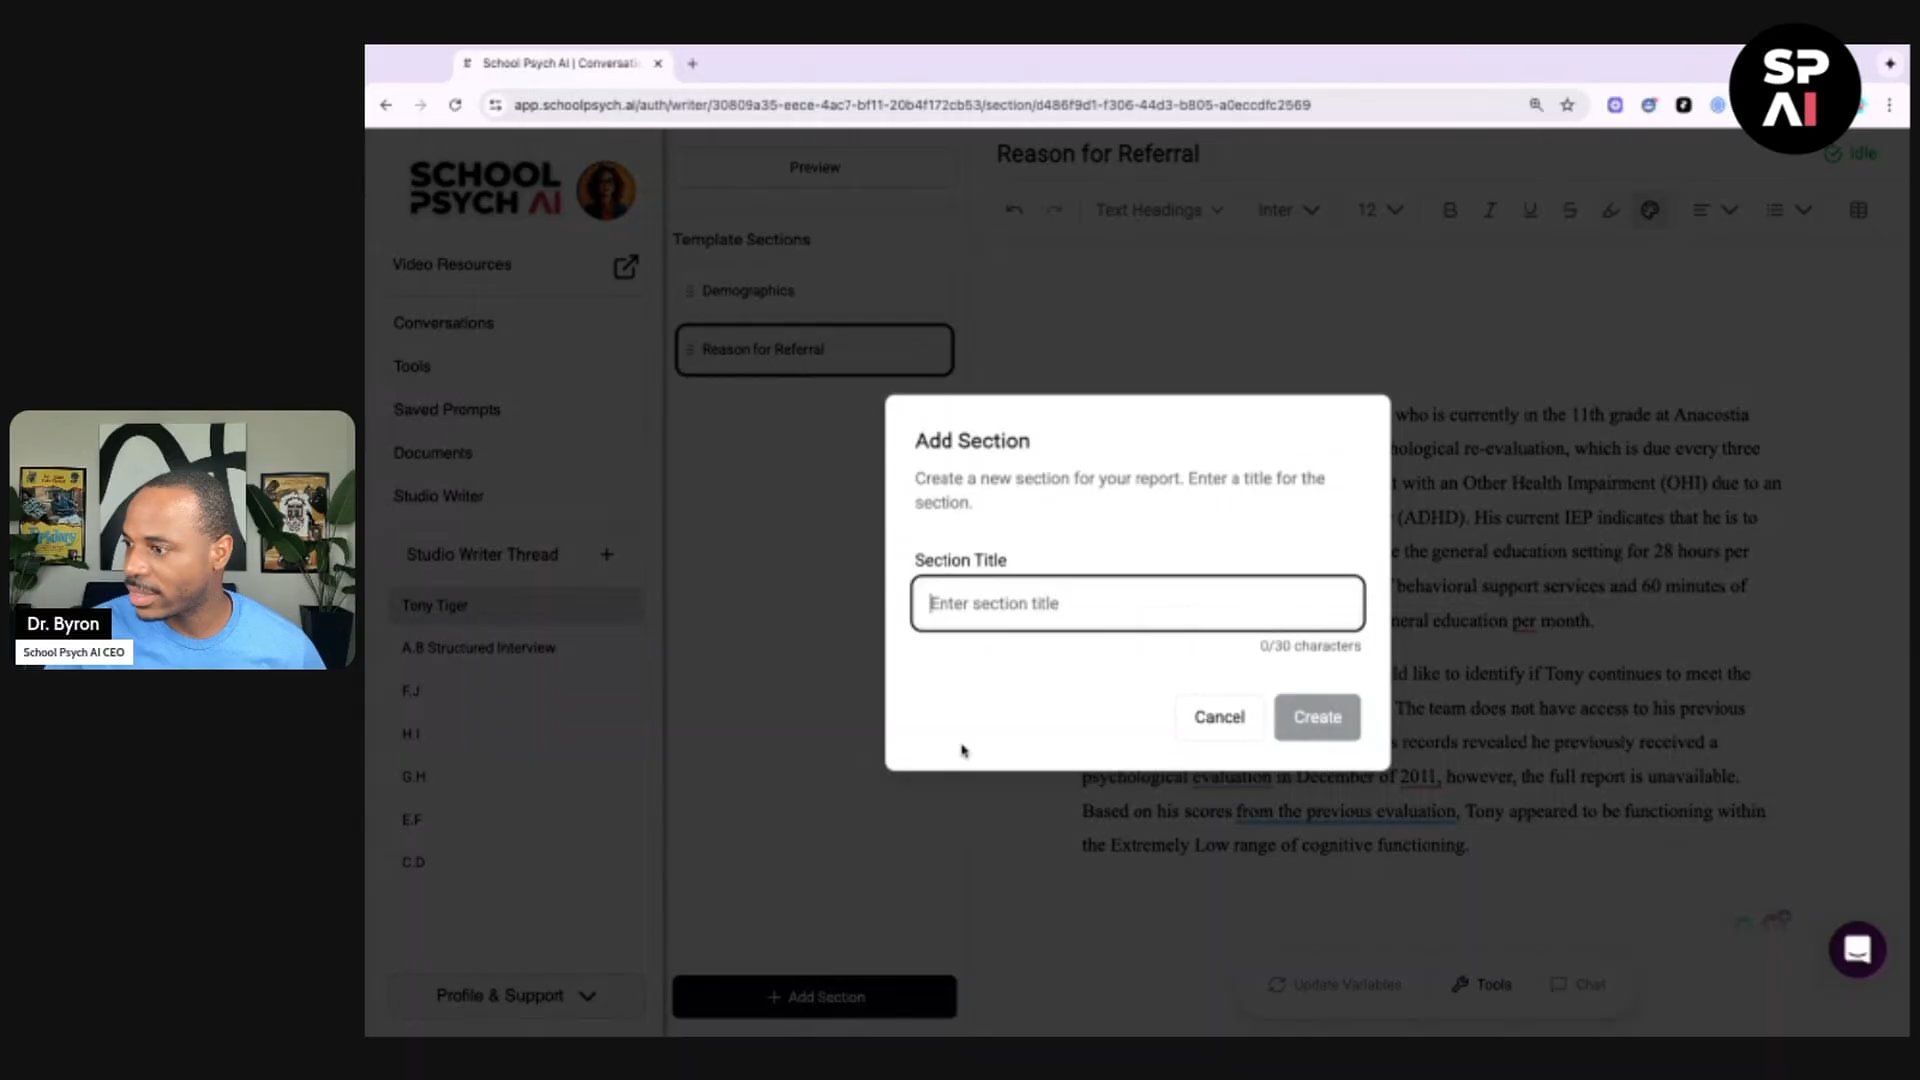 School Psych AI | Conversati
app.schoolpsych.ai/auth/writer/30809a35-eece-4ac7-bf11-20b4f172cb53/section/d486f9d1-f306-44d3-b805-a0eccdfc2569
SP
AI
SCHOOL
PSYCH AI
Video Resources
Conversations
Tools
Saved Prompts
Documents
Studio Writer
Studio Writer Thread
Tony Tiger
A.B Structured Interview
F.J
H.I
G.H
E.F
C.D
Profile & Support
Preview
Template Sections
Demographics
Reason for Referral
+ Add Section
Reason for Referral
Idle
Text Headings
Inter
12
B I U S
who is currently in the 11th grade at Anacostia
hological re-evaluation, which is due every three
t with an Other Health Impairment (OHI) due to an
(ADHD). His current IEP indicates that he is to
e the general education setting for 28 hours per
behavioral support services and 60 minutes of
neral education per month.
ld like to identify if Tony continues to meet the
The team does not have access to his previous
s records revealed he previously received a
psychological evaluation in December of 2011, however, the full report is unavailable.
Based on his scores from the previous evaluation, Tony appeared to be functioning within
the Extremely Low range of cognitive functioning.
Add Section
Create a new section for your report. Enter a title for the
section.
Section Title
Enter section title
0/30 characters
Cancel
Create
Update Variables
Tools
Chat
Dr. Byron
School Psych AI CEO